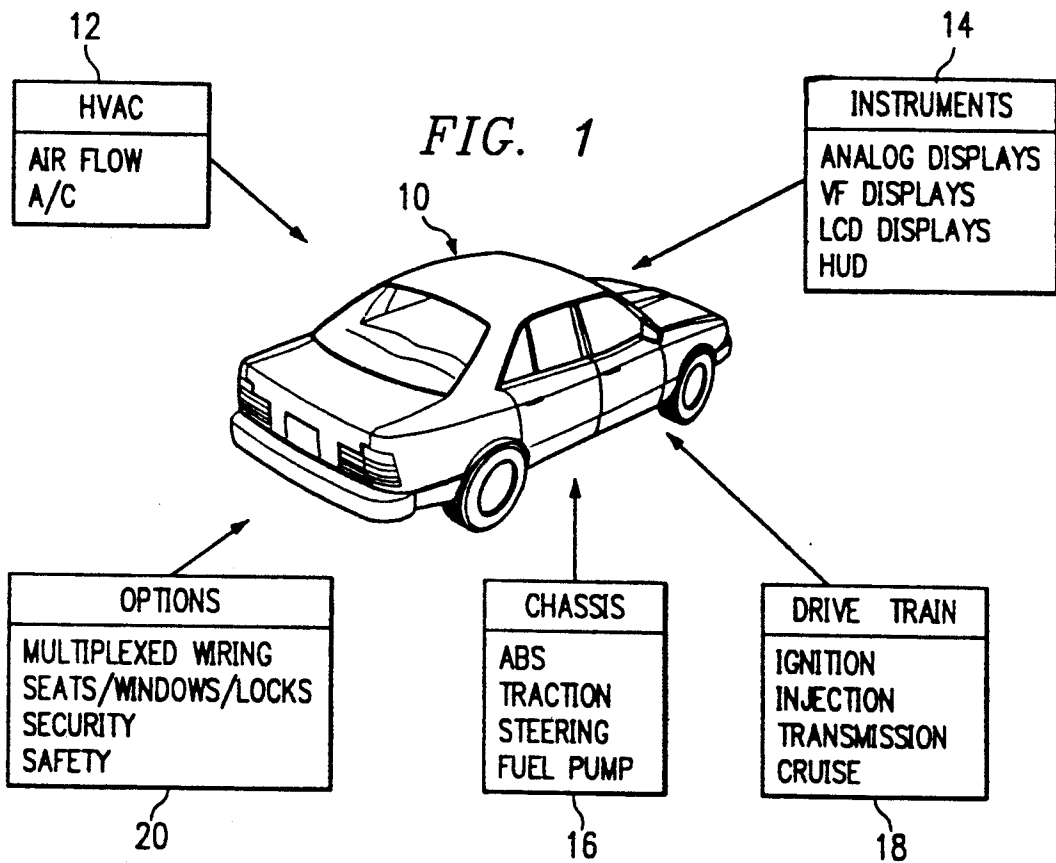 12
HVAC
AIR FLOW
A/C
FIG. 1
10
14
INSTRUMENTS
ANALOG DISPLAYS
VF DISPLAYS
LCD DISPLAYS
HUD
OPTIONS
MULTIPLEXED WIRING
SEATS/WINDOWS/LOCKS
SECURITY
SAFETY
20
CHASSIS
ABS
TRACTION
STEERING
FUEL PUMP
16
DRIVE TRAIN
IGNITION
INJECTION
TRANSMISSION
CRUISE
18